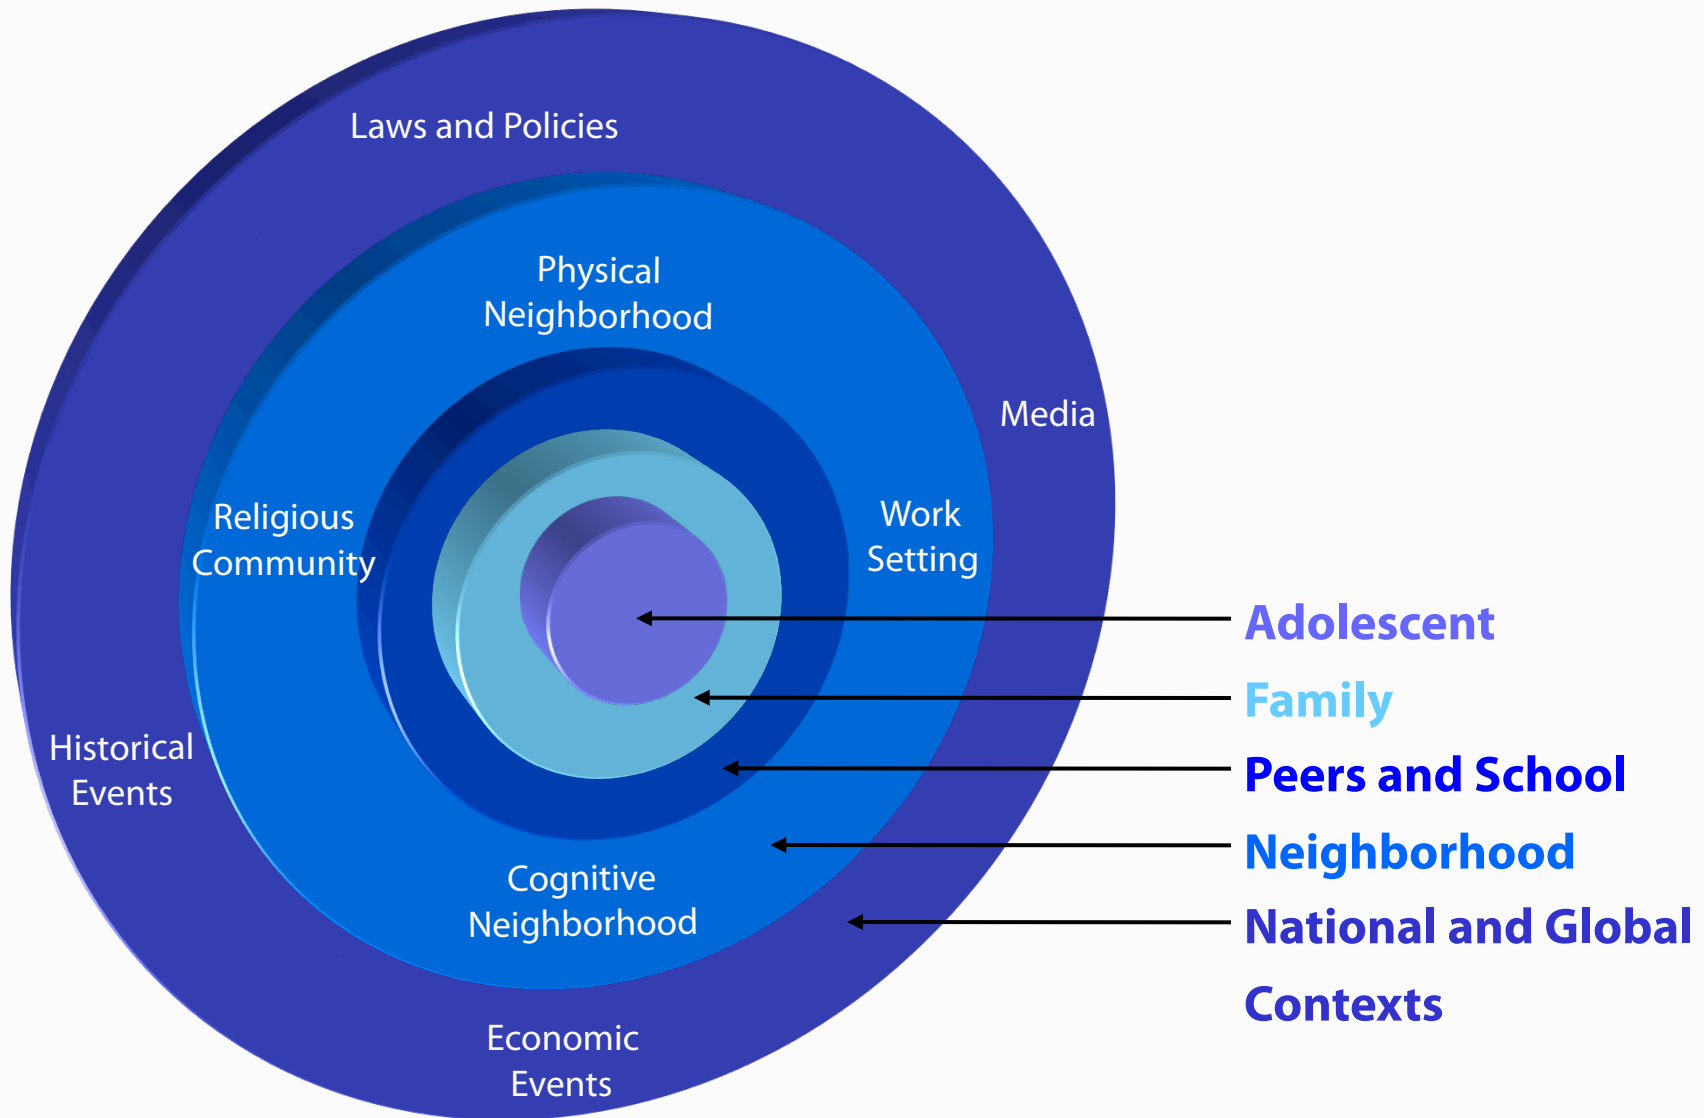 Laws and Policies
Physical
Neighborhood
Media
Religious
Community
Work
Setting
Historical
Events
Cognitive
Neighborhood
Economic
Events
Adolescent
Family
Peers and School
Neighborhood
National and Global
Contexts